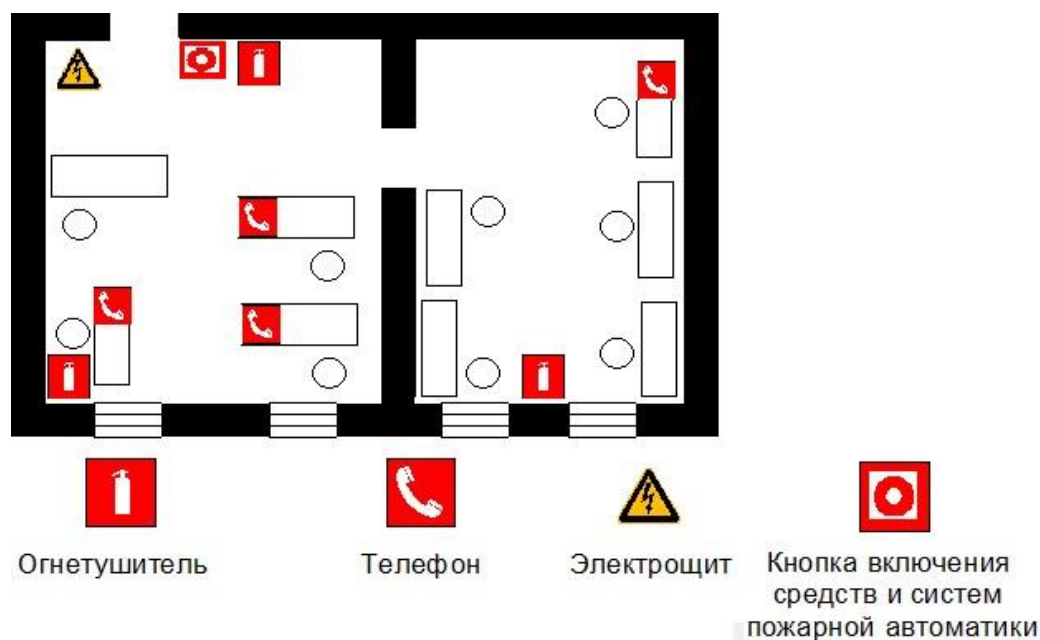 Огнетушитель
Телефон
Электрощит
Кнопка включения
средств и систем
пожарной автоматики